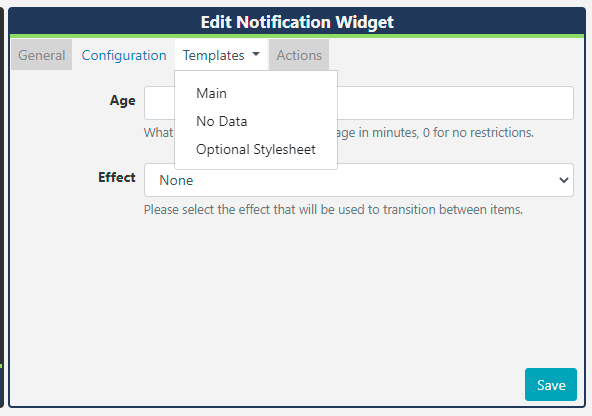 Edit Notification Widget
General Configuration Templates Actions
Main
No Data
Optional Stylesheet
Age
What age in minutes, 0 for no restrictions.
Effect None
Please select the effect that will be used to transition between items.
Save